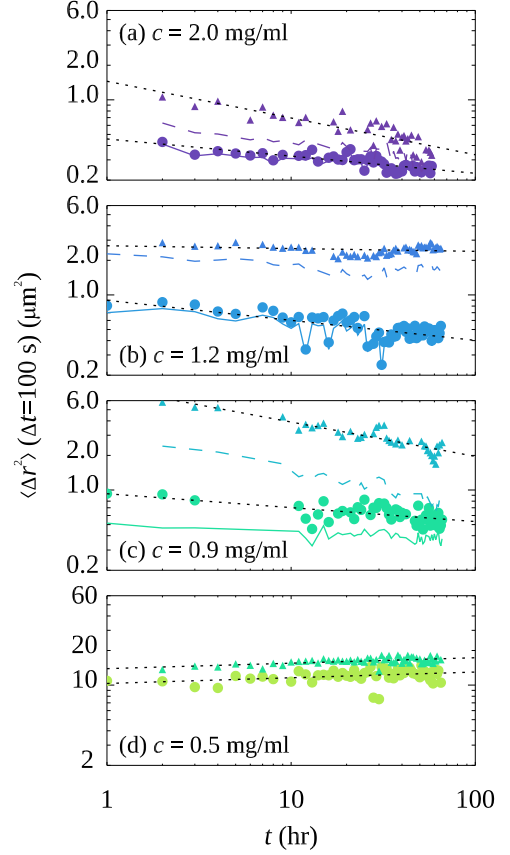 6.0
(a) c = 2.0 mg/ml
1.0
0.2
6.0
2.0
1.0
(b) c = 1.2 mg/ml
0.2
⟨Δr²⟩ (Δt=100 s) (μm²)
6.0
2.0
1.0
(c) c = 0.9 mg/ml
0.2
60
20
10
(d) c = 0.5 mg/ml
2
1 10 100
t (hr)